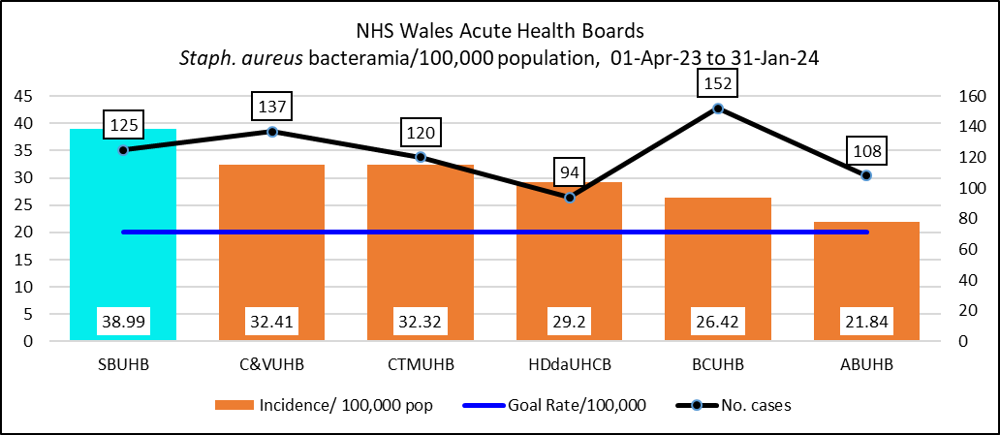 NHS Wales Acute Health Boards
Staph. aureus bacteramia/100,000 population, 01-Apr-23 to 31-Jan-24
45
40
35
30
25
20
15
10
5
0
125
137
120
94
152
108
38.99
32.41
32.32
29.2
26.42
21.84
160
140
120
100
80
60
40
20
0
SBUHB
C&VUHB
CTMUHB
HDdaUHCB
BCUHB
ABUHB
Incidence/ 100,000 pop
Goal Rate/100,000
No. cases